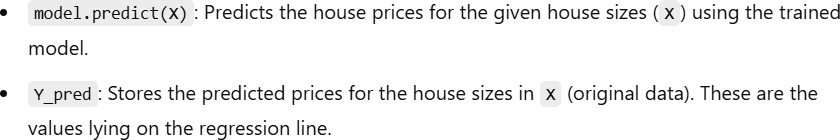 • model.predict(X): Predicts the house prices for the given house sizes (X) using the trained
model.
• Y_pred: Stores the predicted prices for the house sizes in X (original data). These are the
values lying on the regression line.